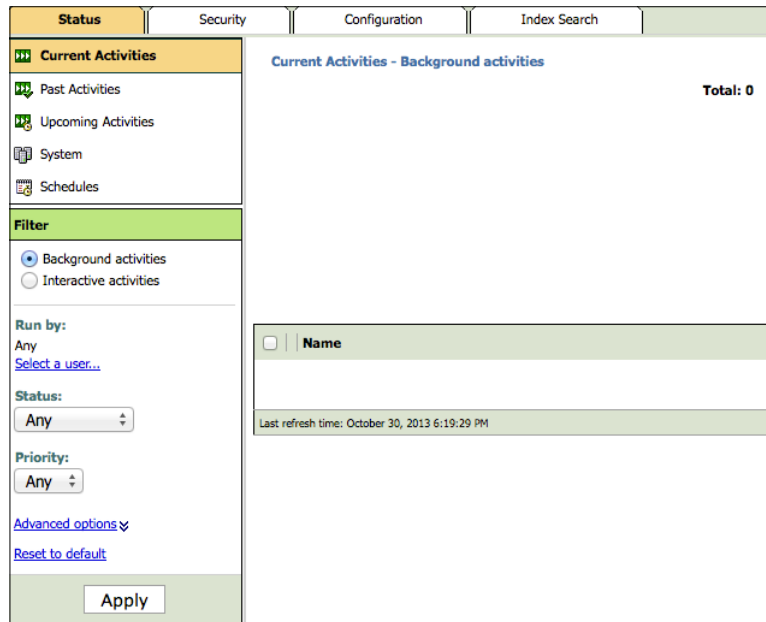 Status
Security
Configuration
Index Search
Current Activities
Past Activities
Upcoming Activities
System
Schedules
Filter
Background activities
Interactive activities
Run by:
Any
Select a user...
Status:
Any
Priority:
Any
Advanced options
Reset to default
Apply
Current Activities - Background activities
Total: 0
Name
Last refresh time: October 30, 2013 6:19:29 PM